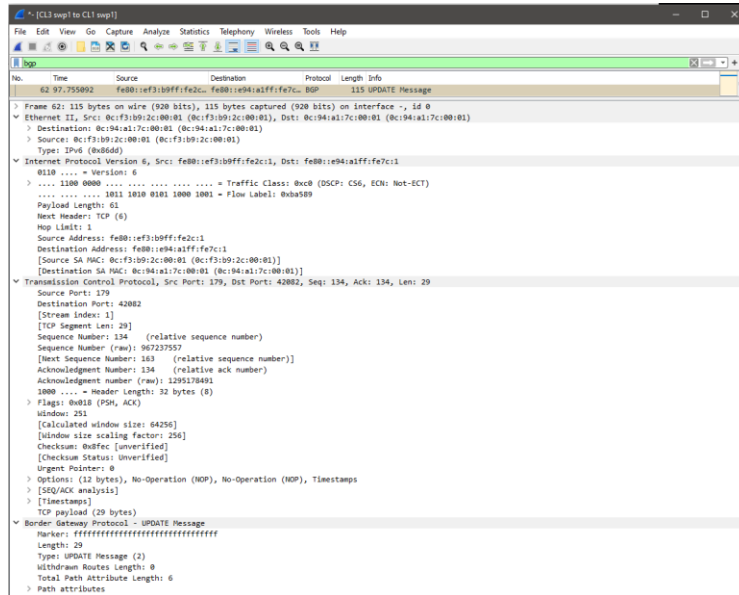 *- [CL3 swp1 to CL1 swp1]
File Edit View Go Capture Analyze Statistics Telephony Wireless Tools Help
bgp
No. Time Source Destination Protocol Length Info
62 97.755092 fe80::ef3:b9ff:fe2c… fe80::e94:a1ff:fe7c… BGP 115 UPDATE Message
> Frame 62: 115 bytes on wire (920 bits), 115 bytes captured (920 bits) on interface -, id 0
Ethernet II, Src: 0c:f3:b9:2c:00:01 (0c:f3:b9:2c:00:01), Dst: 0c:94:a1:7c:00:01 (0c:94:a1:7c:00:01)
> Destination: 0c:94:a1:7c:00:01 (0c:94:a1:7c:00:01)
> Source: 0c:f3:b9:2c:00:01 (0c:f3:b9:2c:00:01)
Type: IPv6 (0x86dd)
Internet Protocol Version 6, Src: fe80::ef3:b9ff:fe2c:1, Dst: fe80::e94:a1ff:fe7c:1
0110 .... = Version: 6
> .... 1100 0000 .... .... .... .... .... = Traffic Class: 0xc0 (DSCP: CS6, ECN: Not-ECT)
.... .... .... 1011 1010 0101 1000 1001 = Flow Label: 0xba589
Payload Length: 61
Next Header: TCP (6)
Hop Limit: 1
Source Address: fe80::ef3:b9ff:fe2c:1
Destination Address: fe80::e94:a1ff:fe7c:1
[Source SA MAC: 0c:f3:b9:2c:00:01 (0c:f3:b9:2c:00:01)]
[Destination SA MAC: 0c:94:a1:7c:00:01 (0c:94:a1:7c:00:01)]
Transmission Control Protocol, Src Port: 179, Dst Port: 42082, Seq: 134, Ack: 134, Len: 29
Source Port: 179
Destination Port: 42082
[Stream index: 1]
[TCP Segment Len: 29]
Sequence Number: 134 (relative sequence number)
Sequence Number (raw): 967237557
[Next Sequence Number: 163 (relative sequence number)]
Acknowledgment Number: 134 (relative ack number)
Acknowledgment number (raw): 1295178491
1000 .... = Header Length: 32 bytes (8)
> Flags: 0x018 (PSH, ACK)
Window: 251
[Calculated window size: 64256]
[Window size scaling factor: 256]
Checksum: 0x8fec [unverified]
[Checksum Status: Unverified]
Urgent Pointer: 0
> Options: (12 bytes), No-Operation (NOP), No-Operation (NOP), Timestamps
> [SEQ/ACK analysis]
> [Timestamps]
TCP payload (29 bytes)
Border Gateway Protocol - UPDATE Message
Marker: ffffffffffffffffffffffffffffffff
Length: 29
Type: UPDATE Message (2)
Withdrawn Routes Length: 0
Total Path Attribute Length: 6
> Path attributes